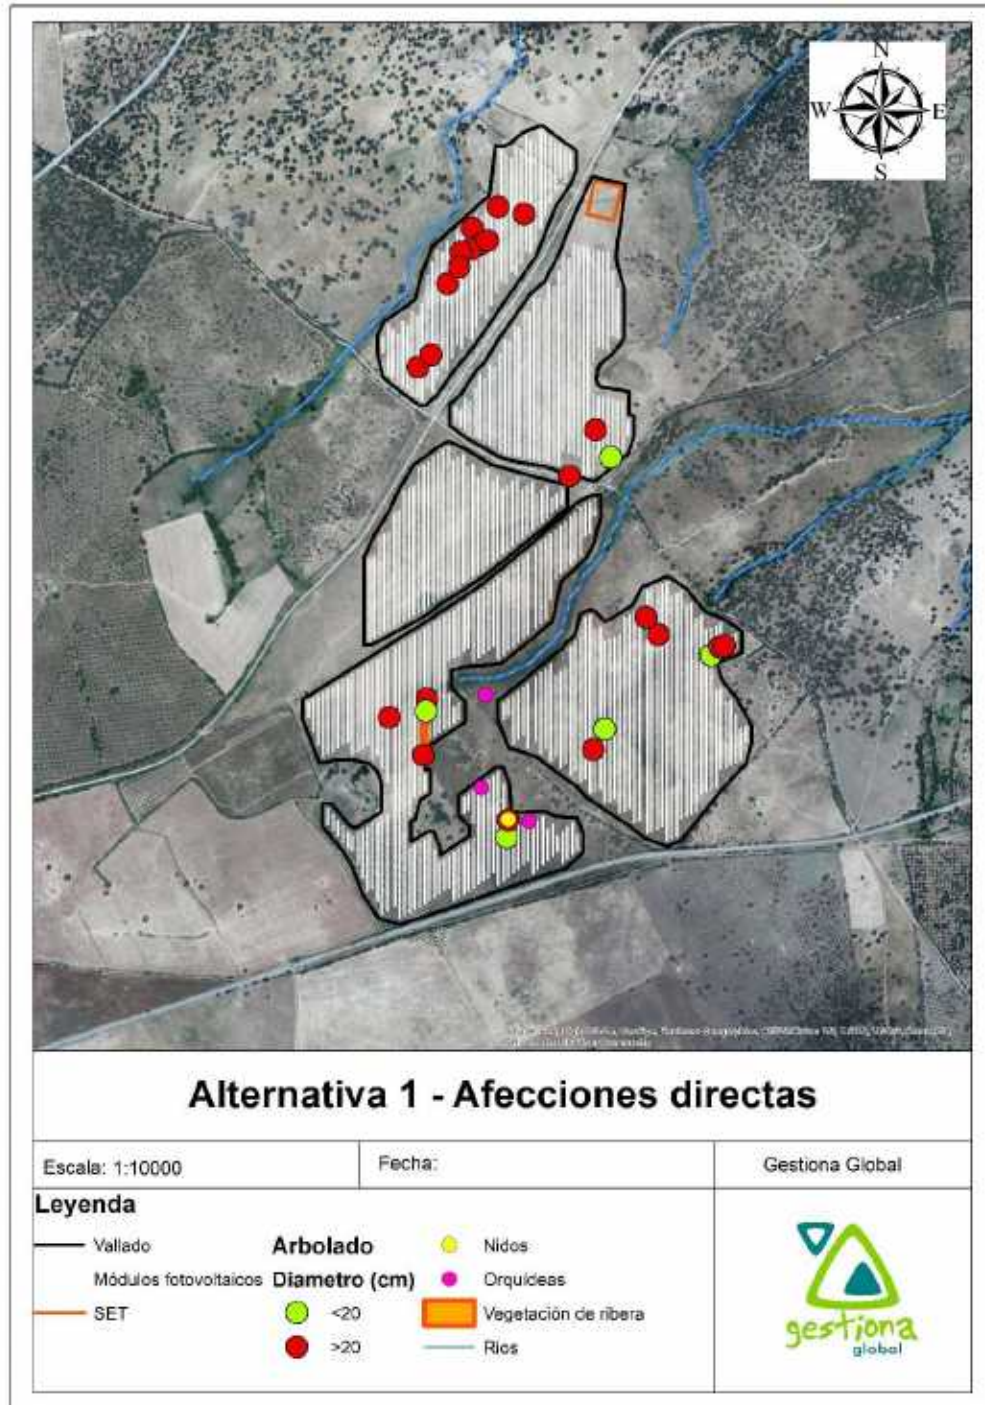 N
W E
S
Alternativa 1 - Afecciones directas
Escala: 1:10000
Fecha:
Gestiona Global
Leyenda
Vallado
Módulos fotovoltaicos
SET
Arbolado
Diametro (cm)
<20
>20
Nidos
Orquídeas
Vegetación de ribera
Rios
gestiona
global